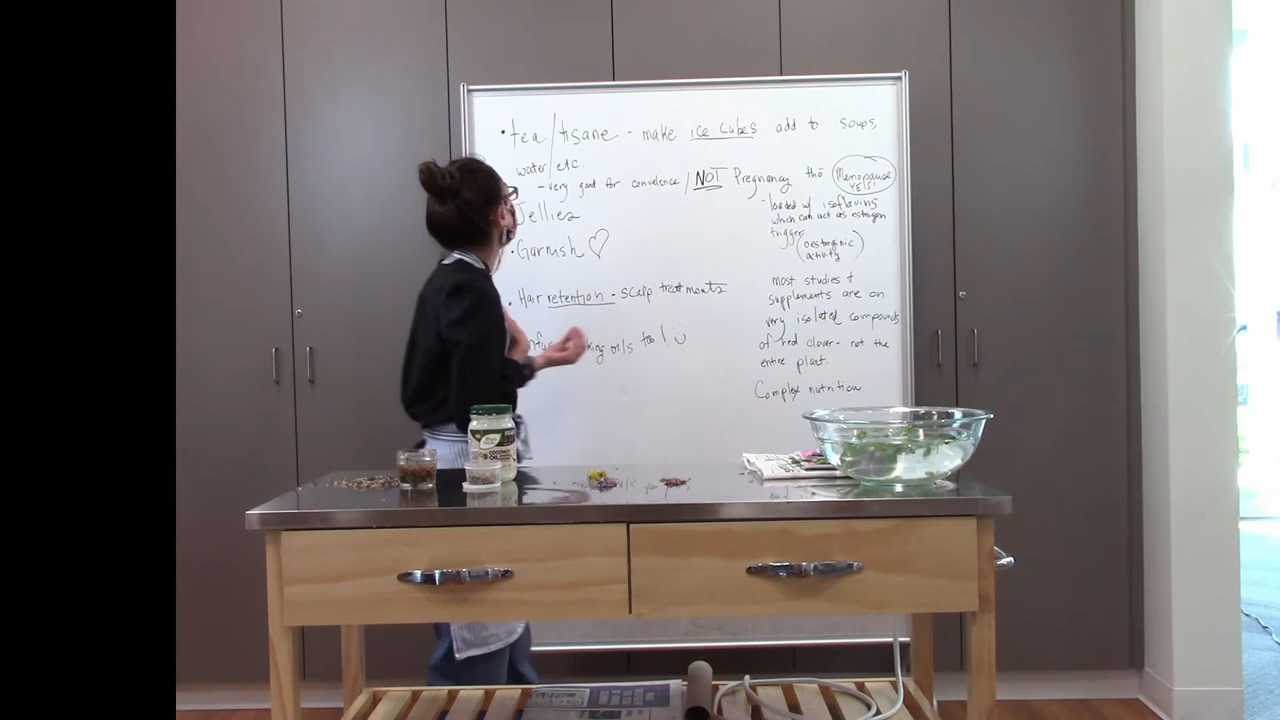 • tea/tisane - make ice cubes add to soups,
water/etc.
- very good for convelence / NOT Pregnancy tho
Menopause
YES!
Jellies
• Garnish ♡
• Hair retention - scalp treatments
oils too! :)
- loaded w/ isoflavins
which can act as estrogen
trigger
(oestrogenic
activity)
most studies +
supplements are on
very isolated compounds
of red clover - not the
entire plant.
Complex nutrition.
COCONUT
OIL